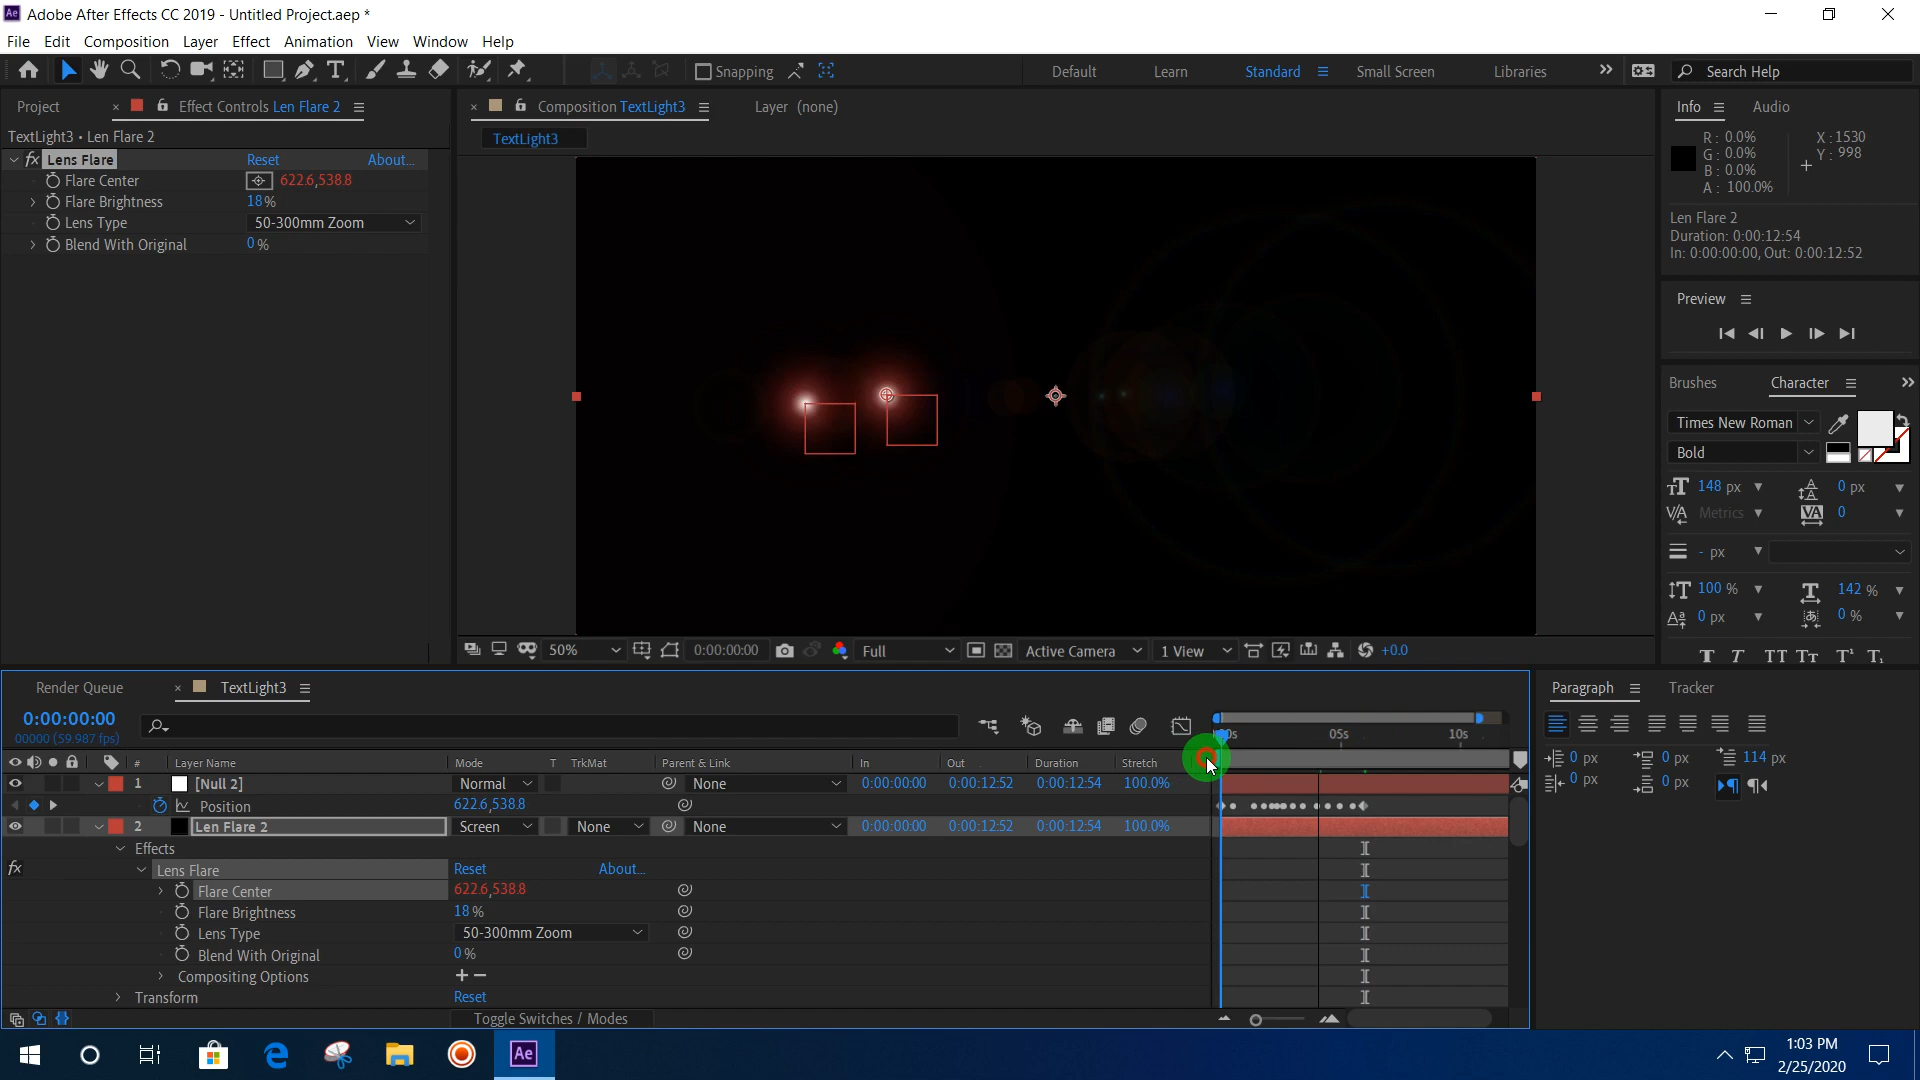 Adobe After Effects CC 2019 - Untitled Project.aep *
File Edit Composition Layer Effect Animation View Window Help
Snapping Default Learn Standard Small Screen Libraries Search Help
Project Effect Controls Len Flare 2 Composition TextLight3 Layer (none) Info Audio
TextLight3 • Len Flare 2 TextLight3
R: 0.0% X:1530
G: 0.0% Y: 998
B: 0.0%
A: 100.0%
fx Lens Flare Reset About...
Flare Center 622.6,538.8
Flare Brightness 18%
Lens Type 50-300mm Zoom
Blend With Original 0%
Len Flare 2
Duration: 0:00:12:54
In: 0:00:00:00, Out: 0:00:12:52
Preview
Brushes Character
Times New Roman
Bold
148 px 0 px
Metrics 0
- px
100 % 142 %
0 px 0 %
50% 0:00:00:00 Full Active Camera 1 View +0.0
Render Queue TextLight3
0:00:00:00
00000 (59.987 fps)
05s 10s
# Layer Name Mode T TrkMat Parent & Link In Out Duration Stretch
1 [Null 2] Normal None 0:00:00:00 0:00:12:52 0:00:12:54 100.0%
Position 622.6,538.8
2 Len Flare 2 Screen None None 0:00:00:00 0:00:12:52 0:00:12:54 100.0%
Effects
fx Lens Flare Reset About...
Flare Center 622.6,538.8
Flare Brightness 18%
Lens Type 50-300mm Zoom
Blend With Original 0%
Compositing Options + −
Transform Reset
Toggle Switches / Modes
Paragraph Tracker
0 px 0 px 114 px
0 px 0 px
Ae
1:03 PM
2/25/2020